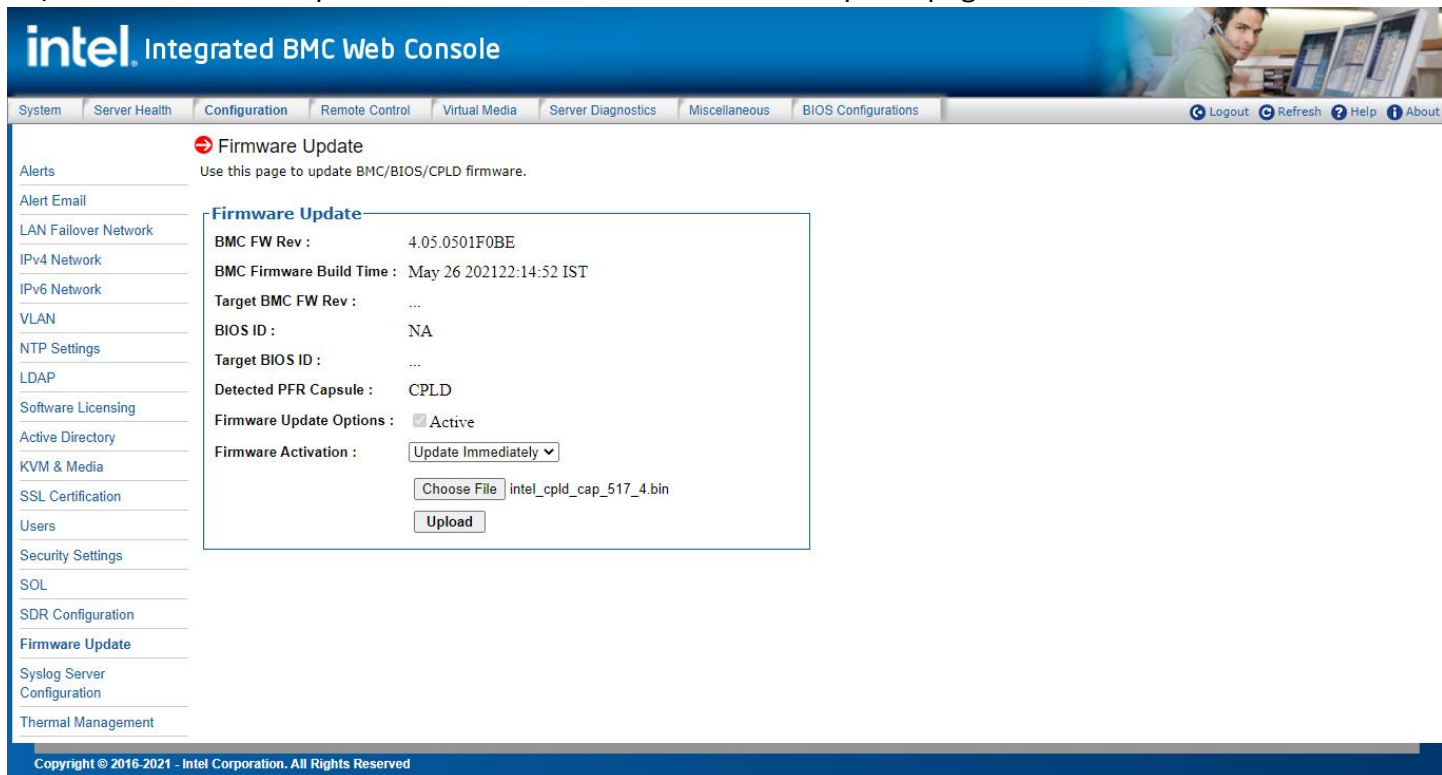 intel. Integrated BMC Web Console
System Server Health Configuration Remote Control Virtual Media Server Diagnostics Miscellaneous BIOS Configurations Logout Refresh Help About
Firmware Update
Use this page to update BMC/BIOS/CPLD firmware.
Alerts
Alert Email
LAN Failover Network
IPv4 Network
IPv6 Network
VLAN
NTP Settings
LDAP
Software Licensing
Active Directory
KVM & Media
SSL Certification
Users
Security Settings
SOL
SDR Configuration
Firmware Update
Syslog Server
Configuration
Thermal Management
Firmware Update
BMC FW Rev : 4.05.0501F0BE
BMC Firmware Build Time : May 26 202122:14:52 IST
Target BMC FW Rev : ...
BIOS ID : NA
Target BIOS ID : ...
Detected PFR Capsule : CPLD
Firmware Update Options : Active
Firmware Activation : Update Immediately
Choose File intel_cpld_cap_517_4.bin
Upload
Copyright © 2016-2021 - Intel Corporation. All Rights Reserved